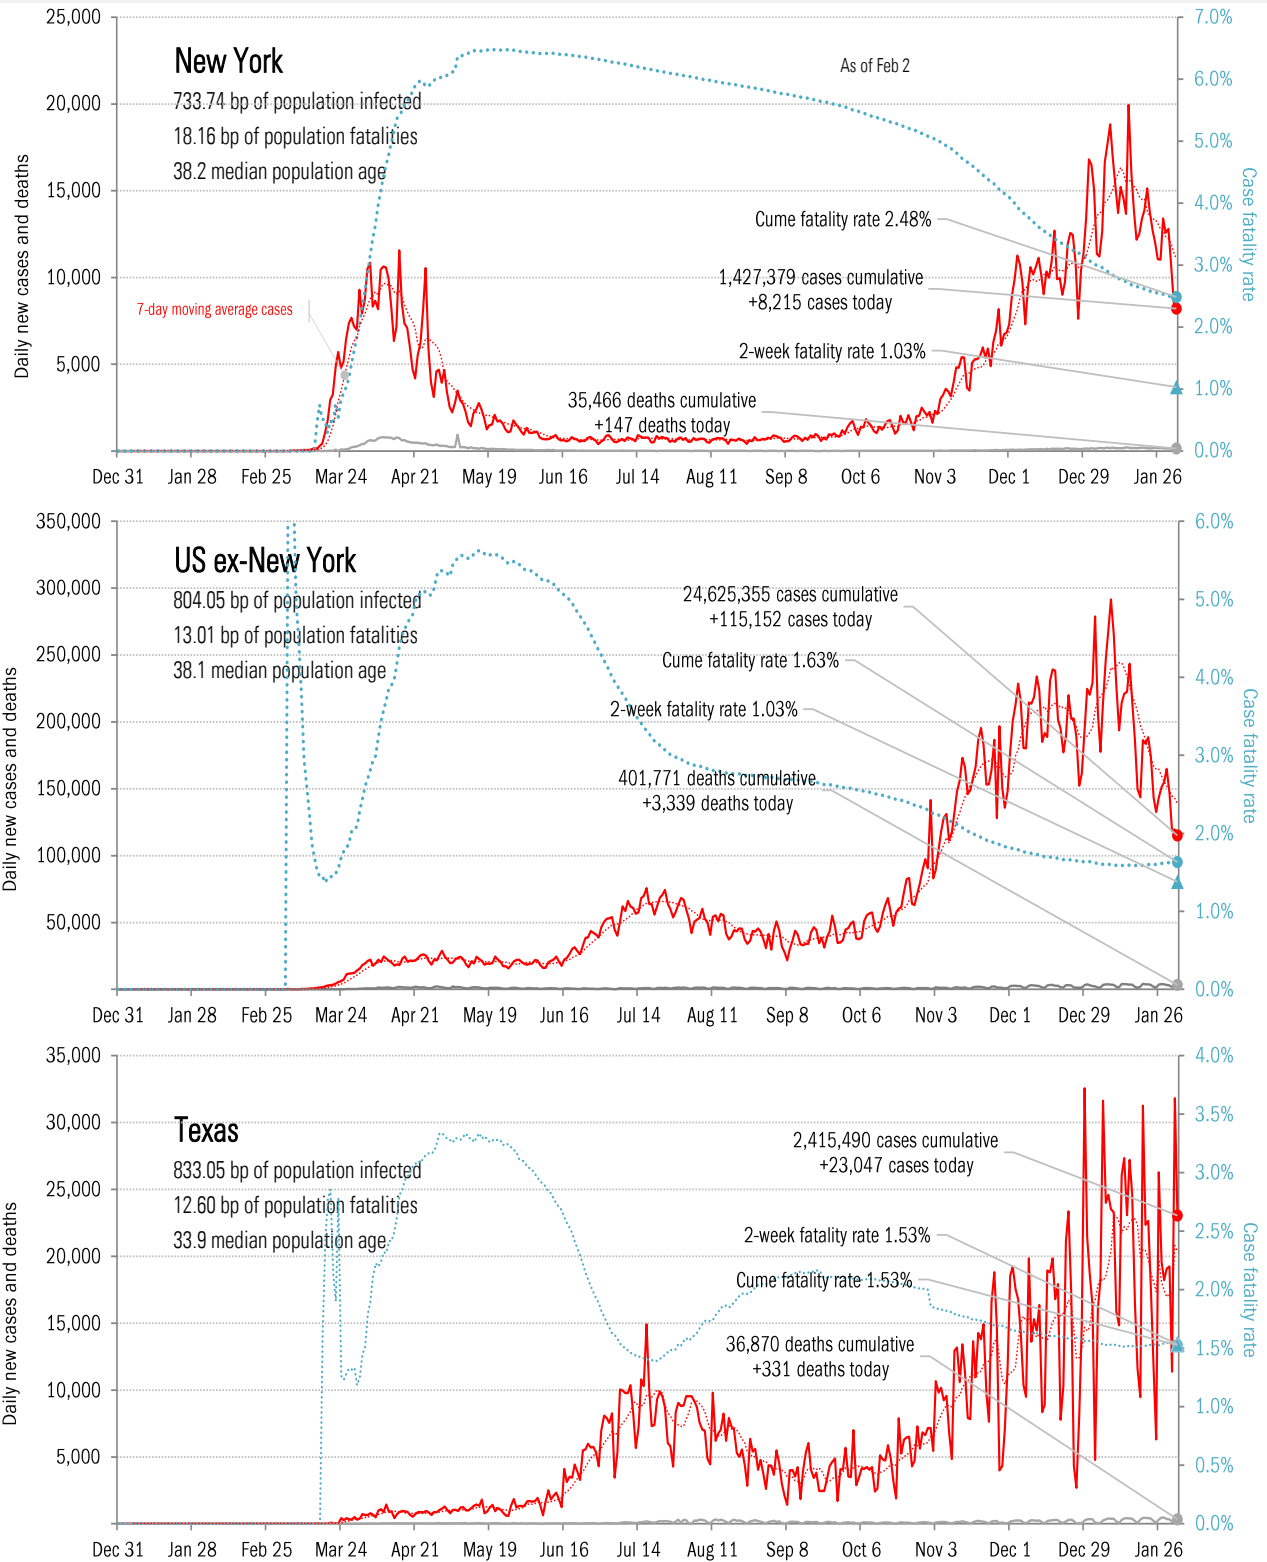 25,000
7.0%
New York
As of Feb 2
6.0%
733.74 bp of population infected
20,000
18.16 bp of population fatalities
5.0%
38.2 median population age
15,000
4.0%
Cume fatality rate 2.48%
Daily new cases and deaths
Case fatality rate
10,000
1,427,379 cases cumulative
+8,215 cases today
3.0%
7-day moving average cases
2.0%
2-week fatality rate 1.03%
5,000
1.0%
35,466 deaths cumulative
+147 deaths today
0.0%
Dec 31 Jan 28 Feb 25 Mar 24 Apr 21 May 19 Jun 16 Jul 14 Aug 11 Sep 8 Oct 6 Nov 3 Dec 1 Dec 29 Jan 26
350,000
6.0%
US ex-New York
300,000
804.05 bp of population infected
24,625,355 cases cumulative
+115,152 cases today
5.0%
13.01 bp of population fatalities
250,000
38.1 median population age
Cume fatality rate 1.63%
4.0%
2-week fatality rate 1.03%
200,000
Daily new cases and deaths
Case fatality rate
3.0%
401,771 deaths cumulative
+3,339 deaths today
150,000
2.0%
100,000
1.0%
50,000
0.0%
Dec 31 Jan 28 Feb 25 Mar 24 Apr 21 May 19 Jun 16 Jul 14 Aug 11 Sep 8 Oct 6 Nov 3 Dec 1 Dec 29 Jan 26
35,000
4.0%
30,000
3.5%
Texas
2,415,490 cases cumulative
+23,047 cases today
833.05 bp of population infected
3.0%
25,000
12.60 bp of population fatalities
33.9 median population age
2-week fatality rate 1.53%
2.5%
20,000
Cume fatality rate 1.53%
2.0%
Daily new cases and deaths
Case fatality rate
15,000
36,870 deaths cumulative
+331 deaths today
1.5%
10,000
1.0%
5,000
0.5%
0.0%
Dec 31 Jan 28 Feb 25 Mar 24 Apr 21 May 19 Jun 16 Jul 14 Aug 11 Sep 8 Oct 6 Nov 3 Dec 1 Dec 29 Jan 26